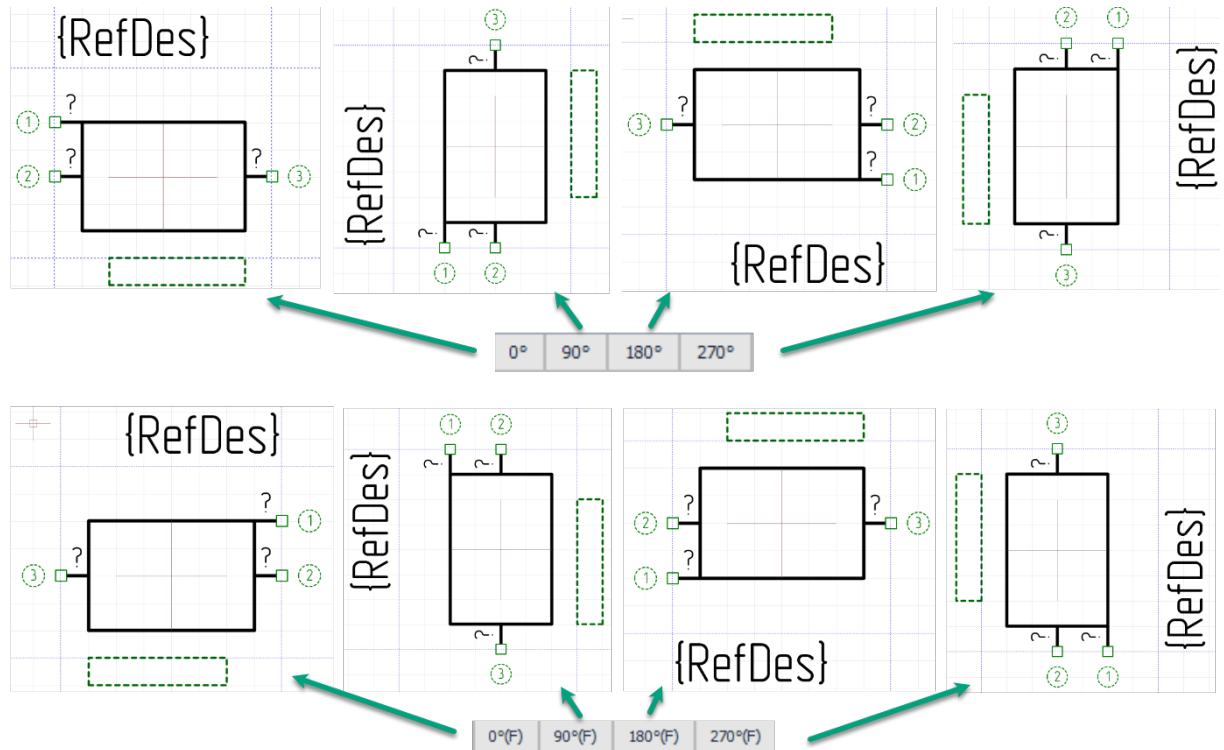 {RefDes}
? 1
? 2
? 3
{RefDes}
3
?
? ?
1 2
{RefDes}
? 3
? 2
? 1
{RefDes}
2 1
? ?
?
3
0° 90° 180° 270°
{RefDes}
? 1
? 3
? 2
{RefDes}
1 2
? ?
?
3
{RefDes}
? 2
? 3
? 1
{RefDes}
3
?
? ?
2 1
0°(F) 90°(F) 180°(F) 270°(F)